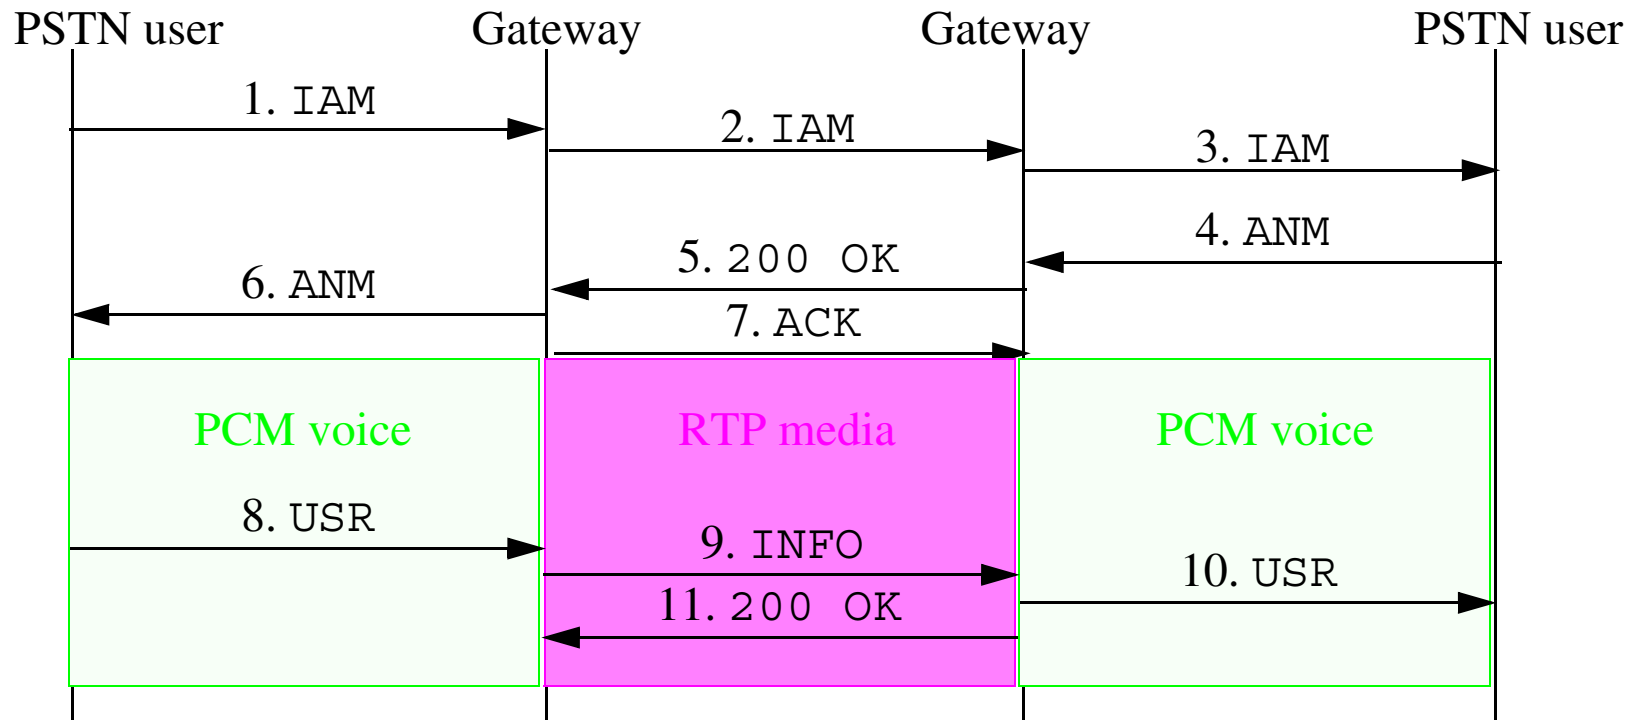 PSTN user
Gateway
Gateway
PSTN user
1. IAM
2. IAM
3. IAM
4. ANM
5. 200 OK
6. ANM
7. ACK
PCM voice
RTP media
PCM voice
8. USR
9. INFO
10. USR
11. 200 OK